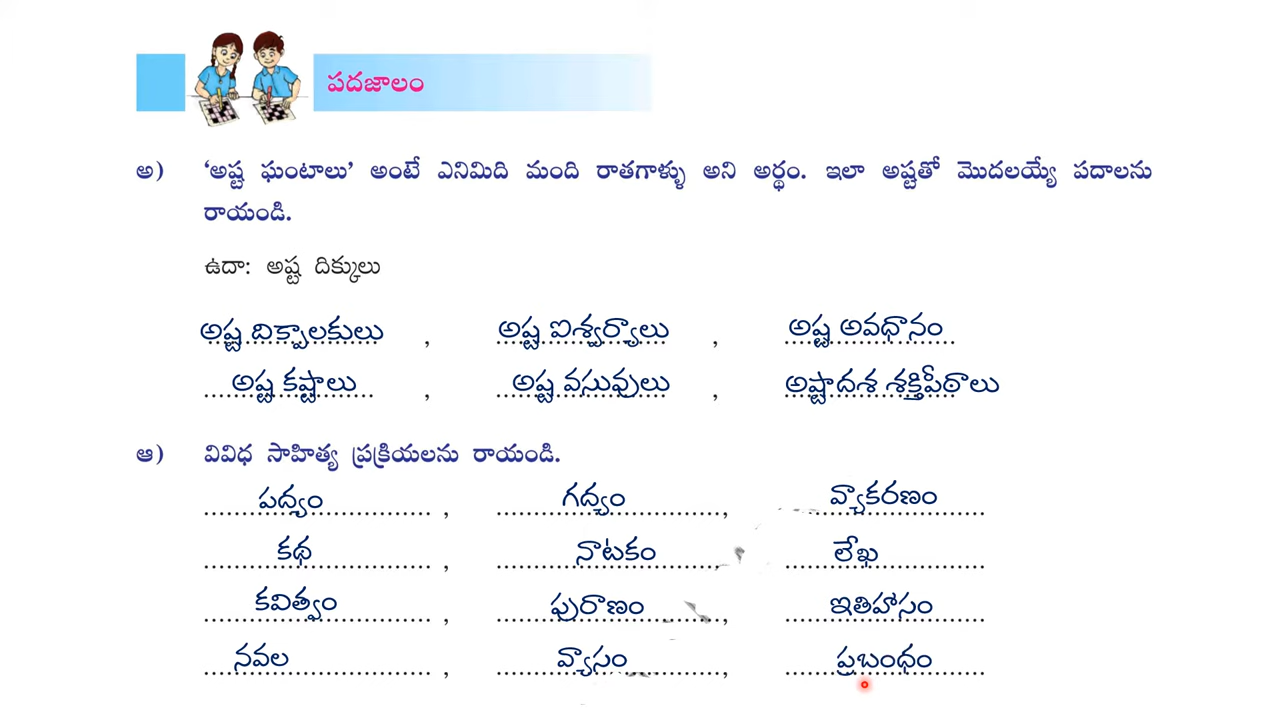 పదజాలం
అ) ‘అష్ట ఘంటాలు’ అంటే ఎనిమిది మంది రాతగాళ్ళు అని అర్థం. ఇలా అష్టతో మొదలయ్యే పదాలను
రాయండి.
ఉదా: అష్ట దిక్కులు
అష్ట దిక్పాలకులు , అష్ట ఐశ్వర్యాలు , అష్ట అవధానం
అష్ట కష్టాలు , అష్ట వసువులు , అష్టాదశ శక్తిపీఠాలు
ఆ) వివిధ సాహిత్య ప్రక్రియలను రాయండి.
పద్యం , గద్యం , వ్యాకరణం
కథ , నాటకం లేఖ
కవిత్వం , పురాణం , ఇతిహాసం
నవల , వ్యాసం , ప్రబంధం